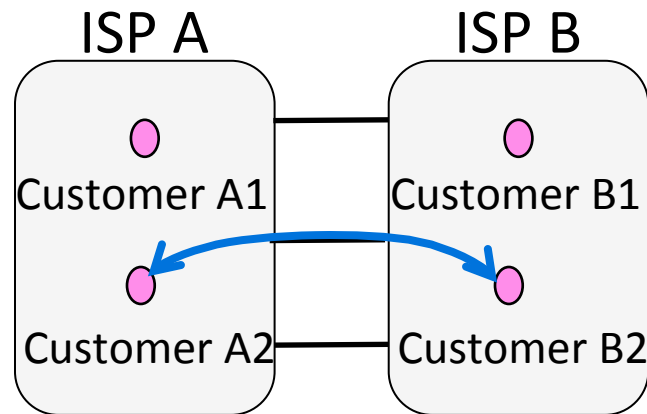 ISP A
ISP B
Customer A1
Customer B1
Customer A2
Customer B2